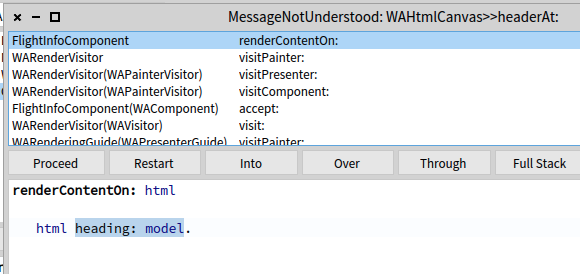 MessageNotUnderstood: WAHtmlCanvas>>headerAt:
FlightInfoComponent renderContentOn:
WARenderVisitor visitPainter:
WARenderVisitor(WAPainterVisitor) visitPresenter:
WARenderVisitor(WAPainterVisitor) visitComponent:
FlightInfoComponent(WAComponent) accept:
WARenderVisitor(WAVisitor) visit:
WARenderingGuide(WAPresenterGuide) visitPainter:
Proceed Restart Into Over Through Full Stack
renderContentOn: html
html heading: model.